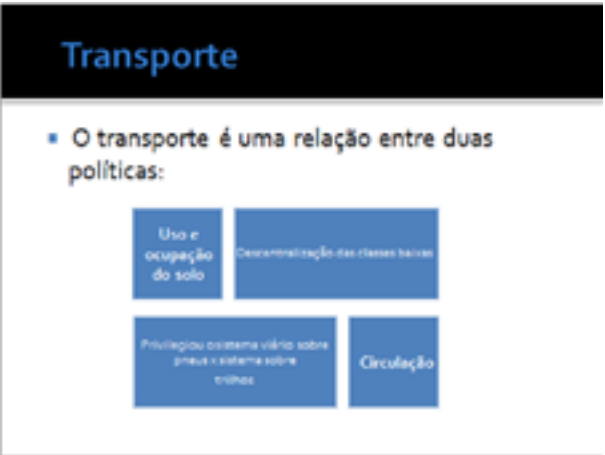 Transporte
O transporte é uma relação entre duas
políticas:
Uso e
ocupação
do solo
Descentralização das classes baixas
Privilegiou o sistema viário sobre
pneus x sistema sobre
trilhos
Circulação